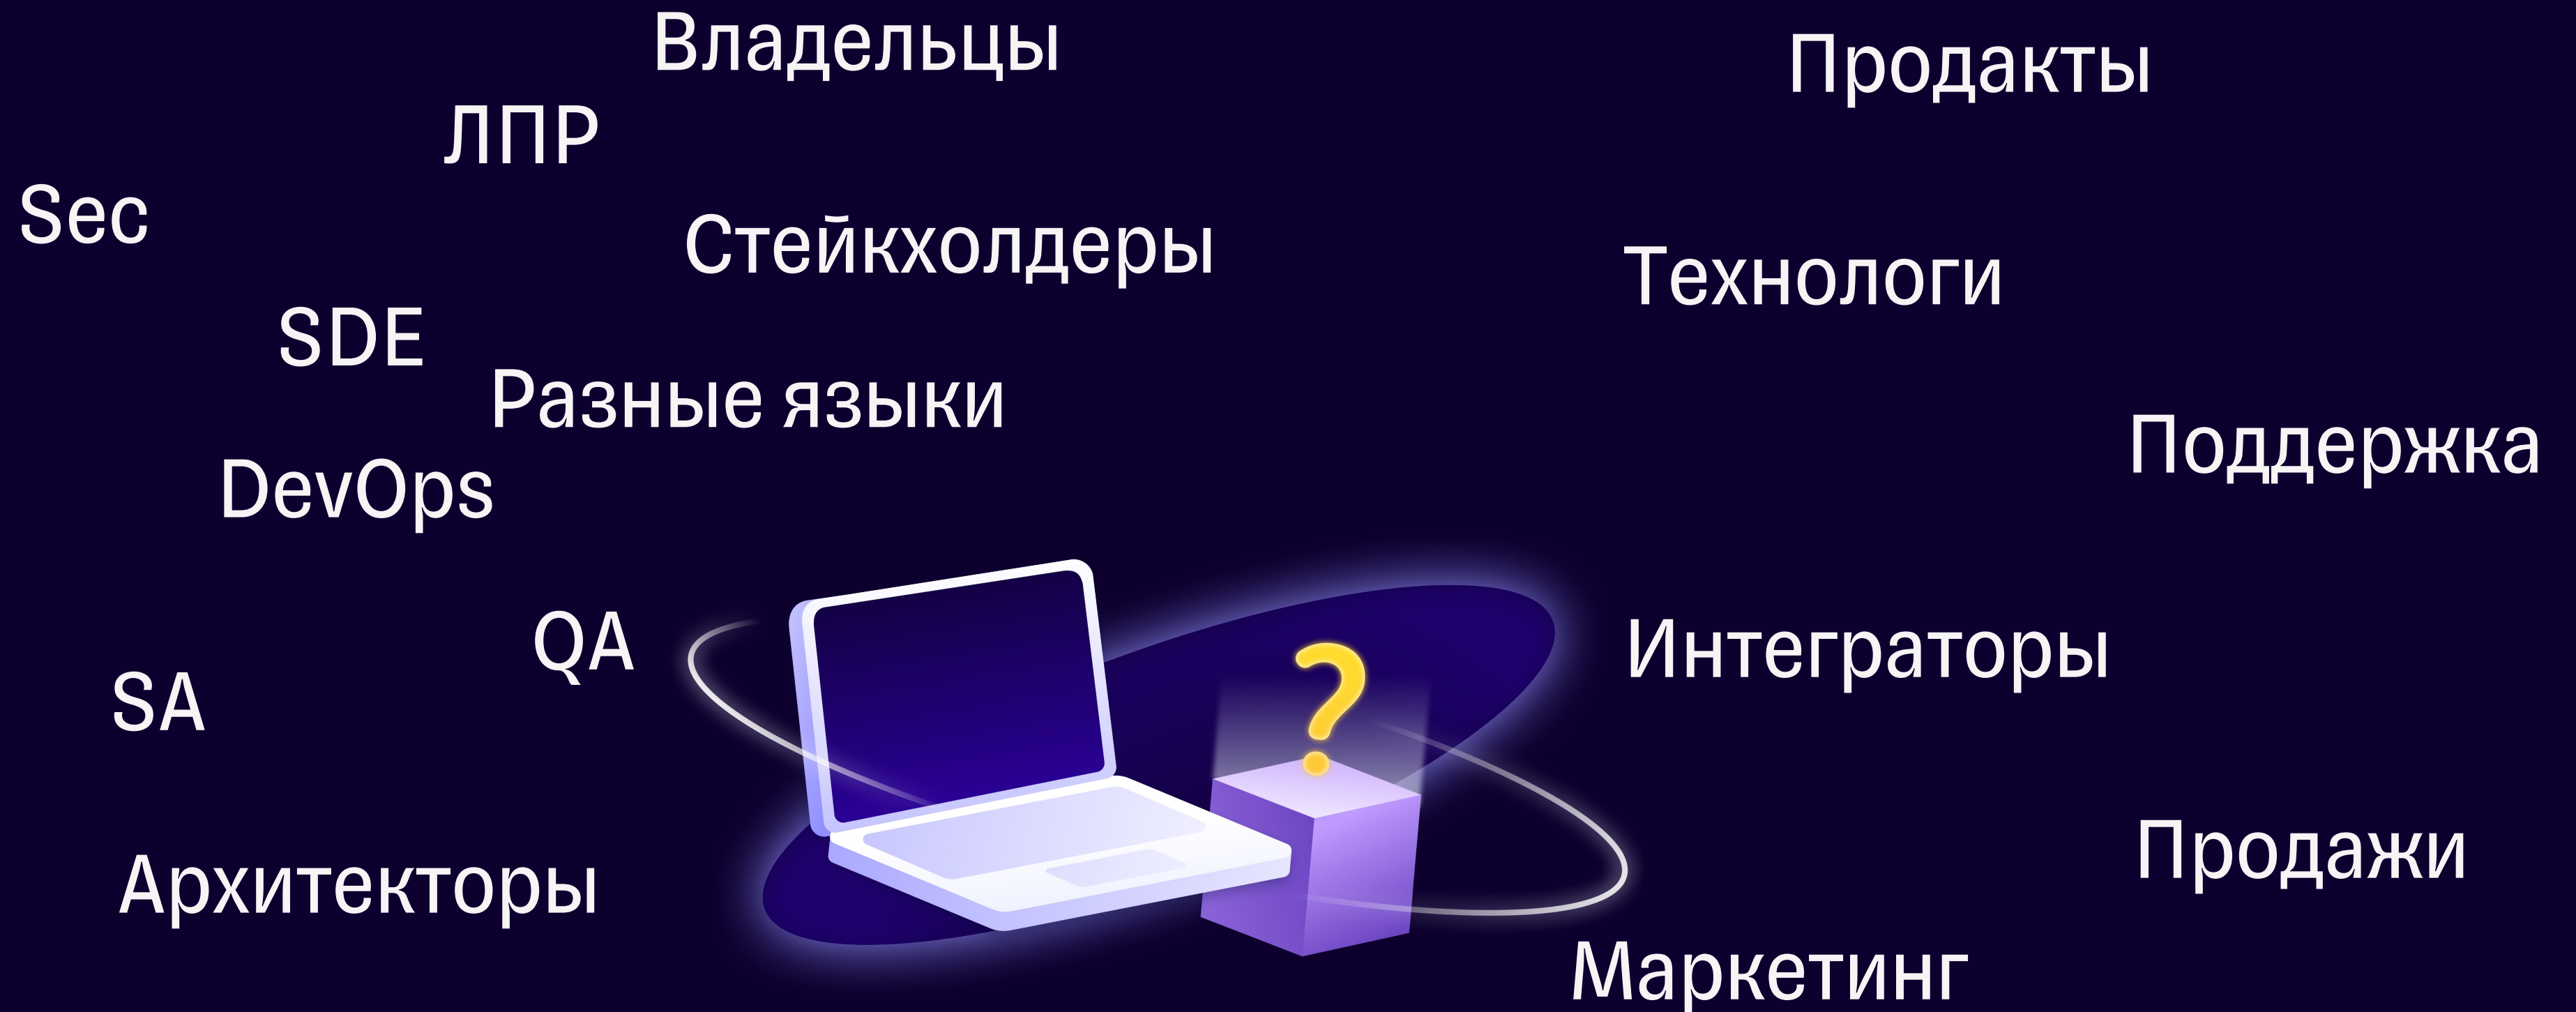 Владельцы
Продакты
ЛПР
Sec
Стейкхолдеры
Технологи
SDE
Разные языки
Поддержка
DevOps
QA
Интеграторы
SA
Продажи
Архитекторы
Маркетинг
?